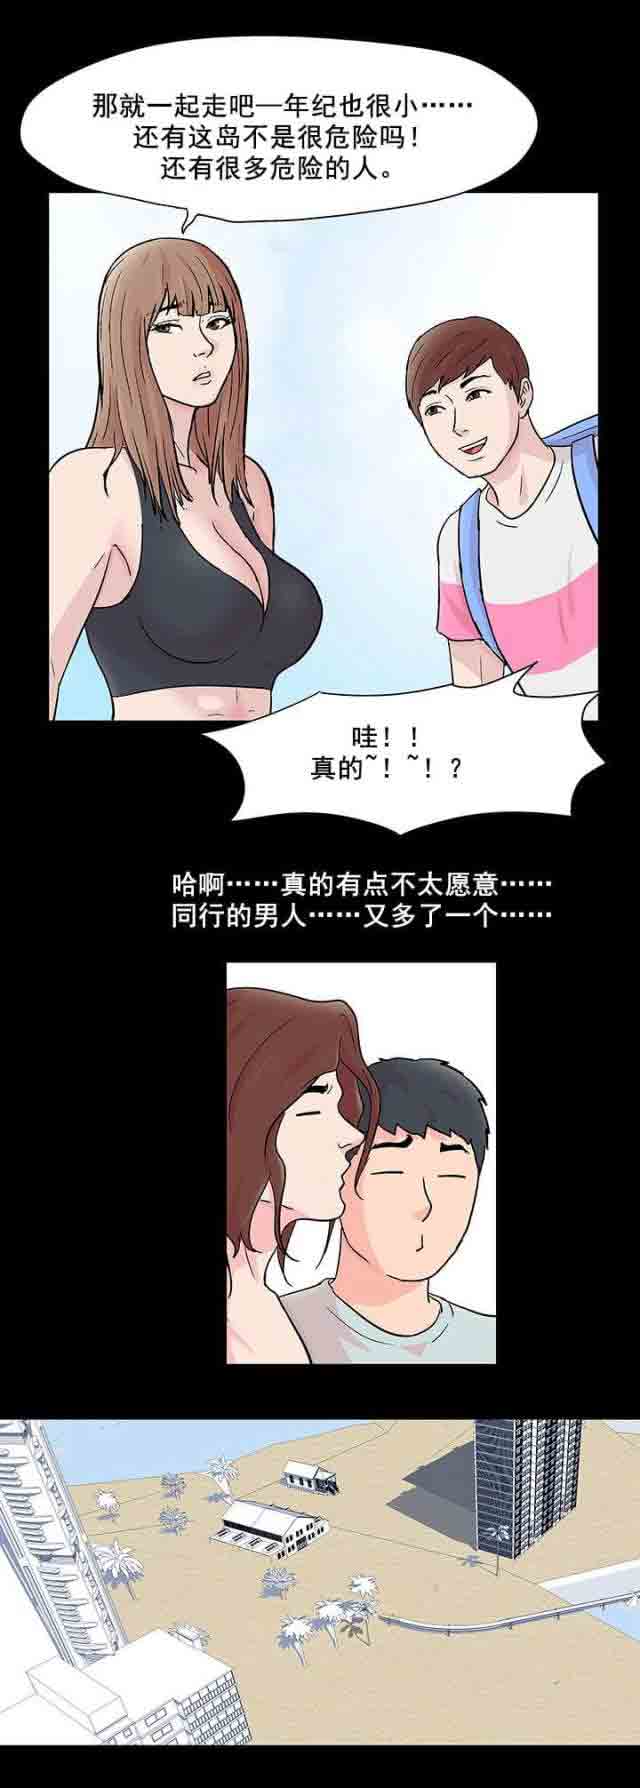 那就一起走吧—年纪也很小……
还有这岛不是很危险吗！
还有很多危险的人。
哇！！
真的~！~！？
哈啊……真的有点不太愿意……
同行的男人……又多了一个……